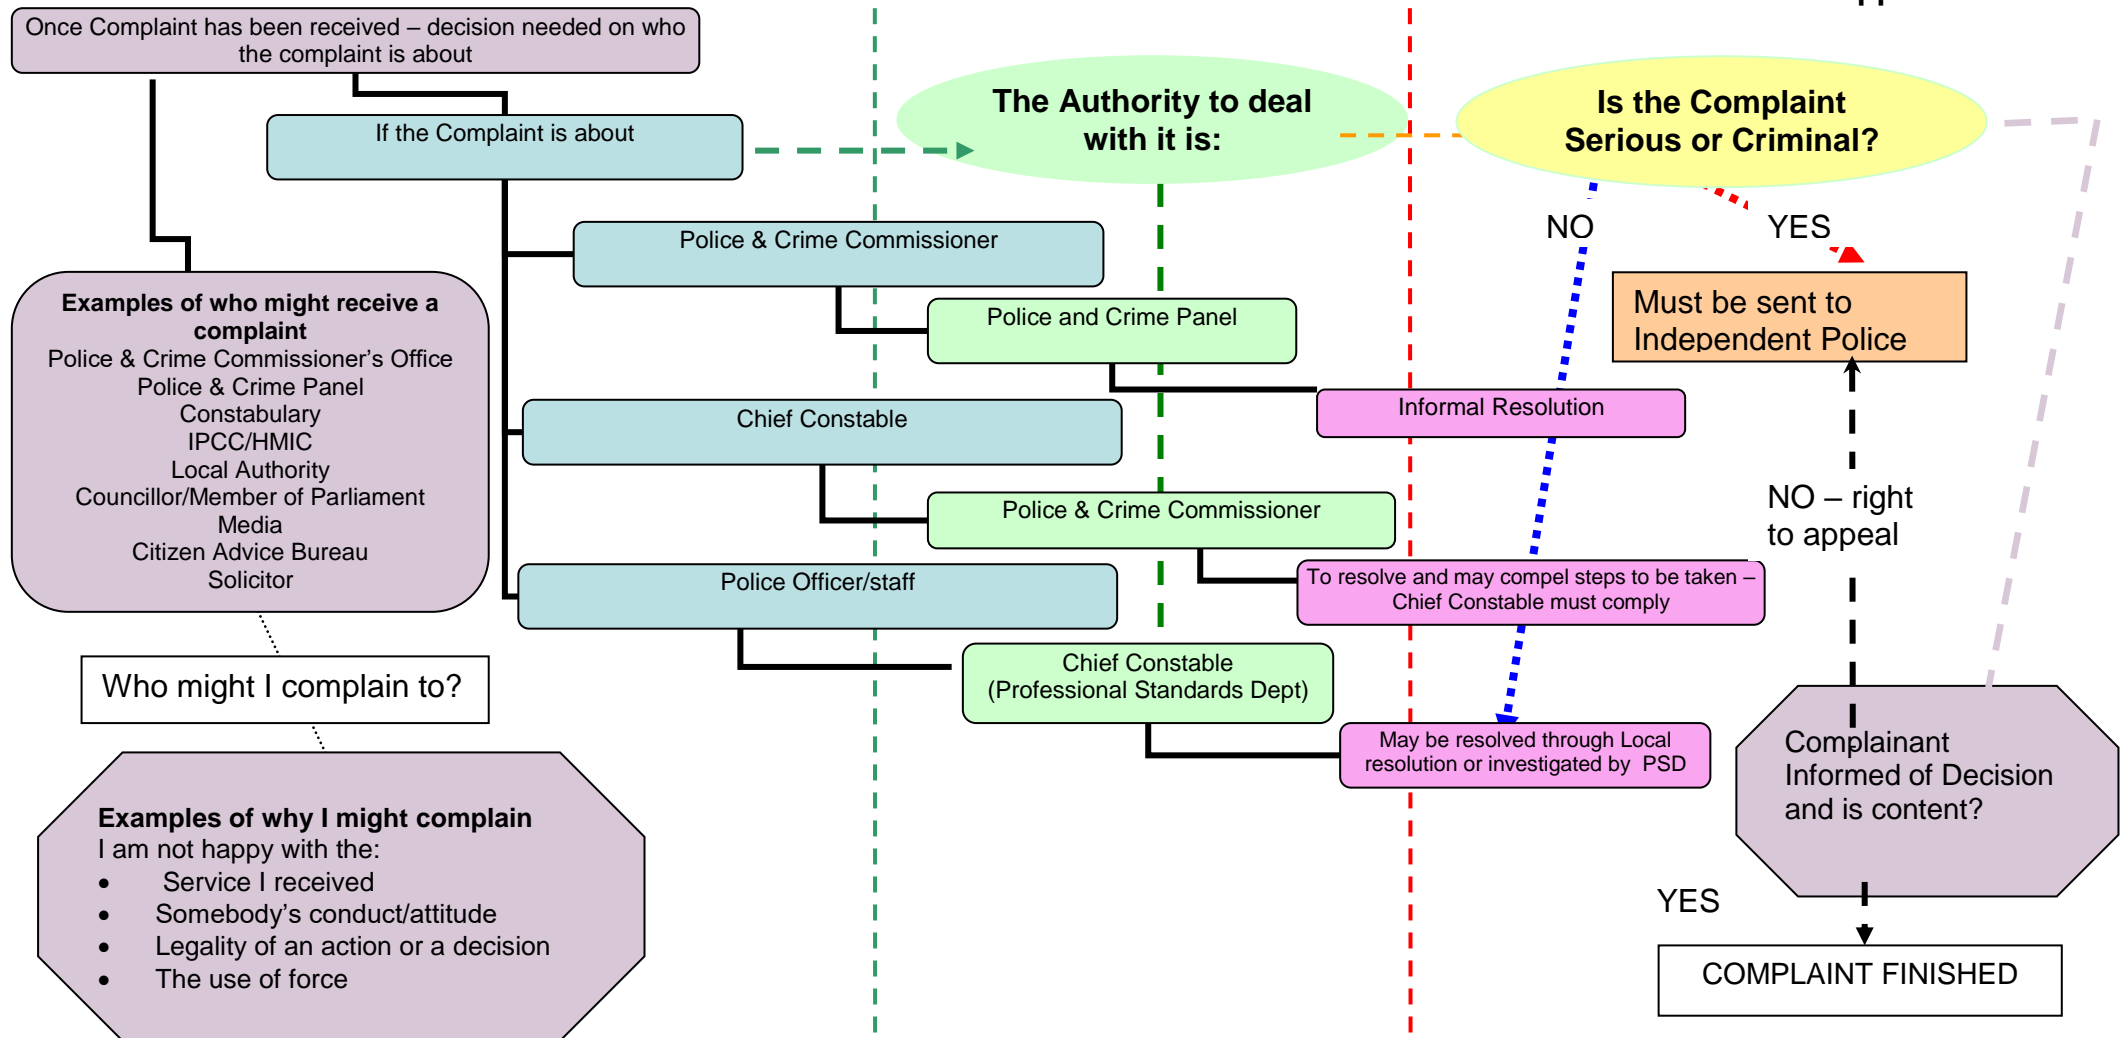 Once Complaint has been received – decision needed on who
the complaint is about
If the Complaint is about
The Authority to deal
with it is:
Is the Complaint
Serious or Criminal?
NO
YES
Police & Crime Commissioner
Must be sent to
Independent Police
Examples of who might receive a
complaint
Police & Crime Commissioner's Office
Police & Crime Panel
Constabulary
IPCC/HMIC
Local Authority
Councillor/Member of Parliament
Media
Citizen Advice Bureau
Solicitor
Police and Crime Panel
Informal Resolution
Chief Constable
Police & Crime Commissioner
NO – right
to appeal
To resolve and may compel steps to be taken –
Chief Constable must comply
Police Officer/staff
Chief Constable
(Professional Standards Dept)
Who might I complain to?
May be resolved through Local
resolution or investigated by PSD
Complainant
Informed of Decision
and is content?
Examples of why I might complain
I am not happy with the:
• Service I received
• Somebody's conduct/attitude
• Legality of an action or a decision
• The use of force
YES
COMPLAINT FINISHED